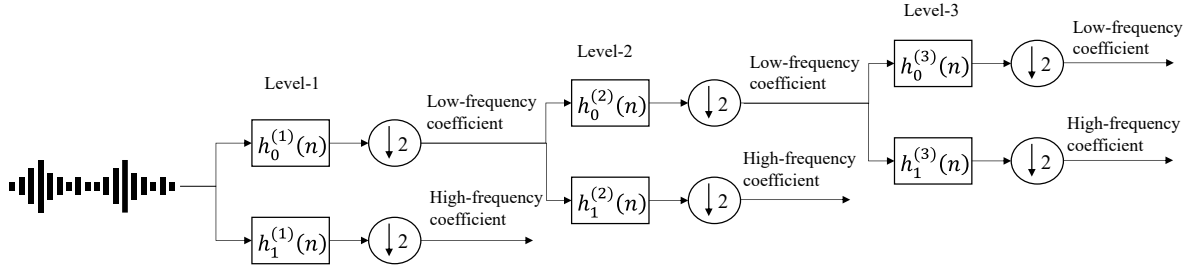 Level-1
h_0^{(1)}(n)
↓2
Low-frequency
coefficient
h_1^{(1)}(n)
↓2
High-frequency
coefficient
Level-2
h_0^{(2)}(n)
↓2
Low-frequency
coefficient
h_1^{(2)}(n)
↓2
High-frequency
coefficient
Level-3
h_0^{(3)}(n)
↓2
Low-frequency
coefficient
h_1^{(3)}(n)
↓2
High-frequency
coefficient